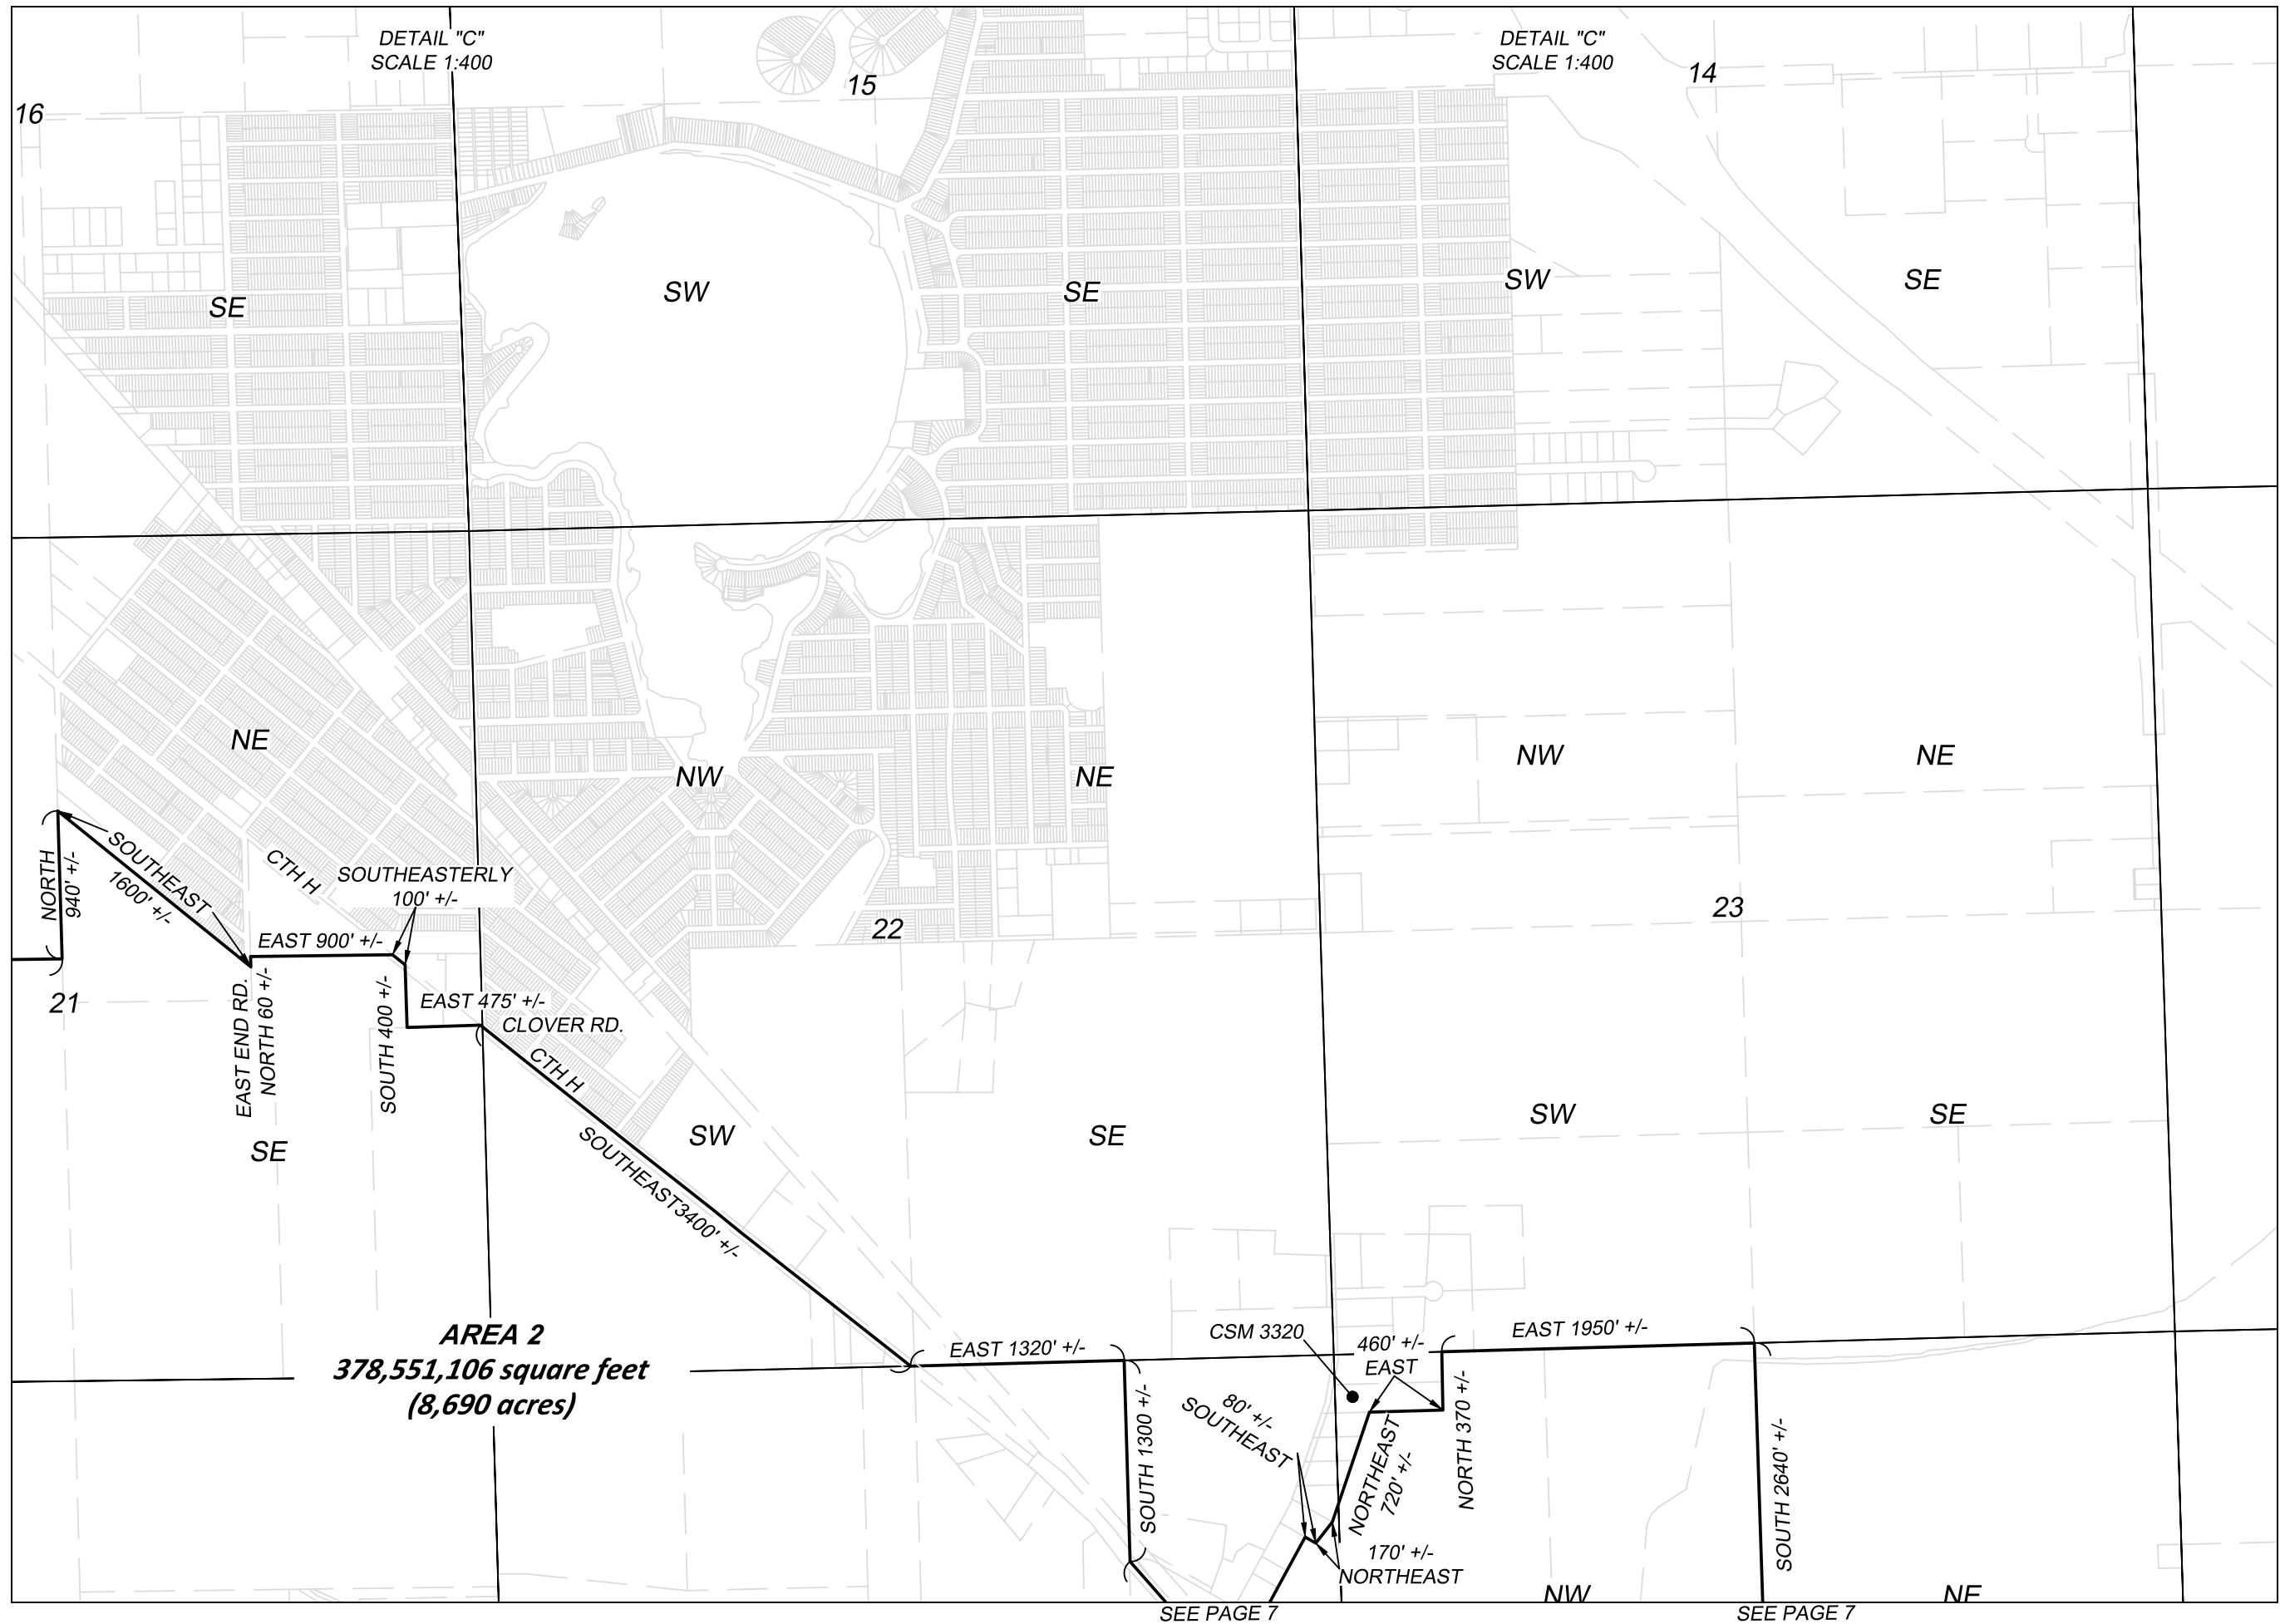 DETAIL "C"
SCALE 1:400
DETAIL "C"
SCALE 1:400
16
15
14
SE
SW
SE
SW
SE
NE
NW
NE
NW
NE
NORTH
940' +/-
SOUTHEAST
1600' +/-
CTH H
SOUTHEASTERLY
100' +/-
EAST 900' +/-
22
23
21
EAST END RD.
NORTH 60 +/-
SOUTH 400 +/-
EAST 475' +/-
CLOVER RD.
CTH H
SOUTHEAST3400' +/-
SE
SW
SE
SW
SE
AREA 2
378,551,106 square feet
(8,690 acres)
EAST 1320' +/-
SOUTH 1300 +/-
CSM 3320
460' +/-
EAST
EAST 1950' +/-
80' +/-
SOUTHEAST
NORTHEAST
720' +/-
NORTH 370 +/-
SOUTH 2640' +/-
170' +/-
NORTHEAST
NW
NE
SEE PAGE 7
SEE PAGE 7